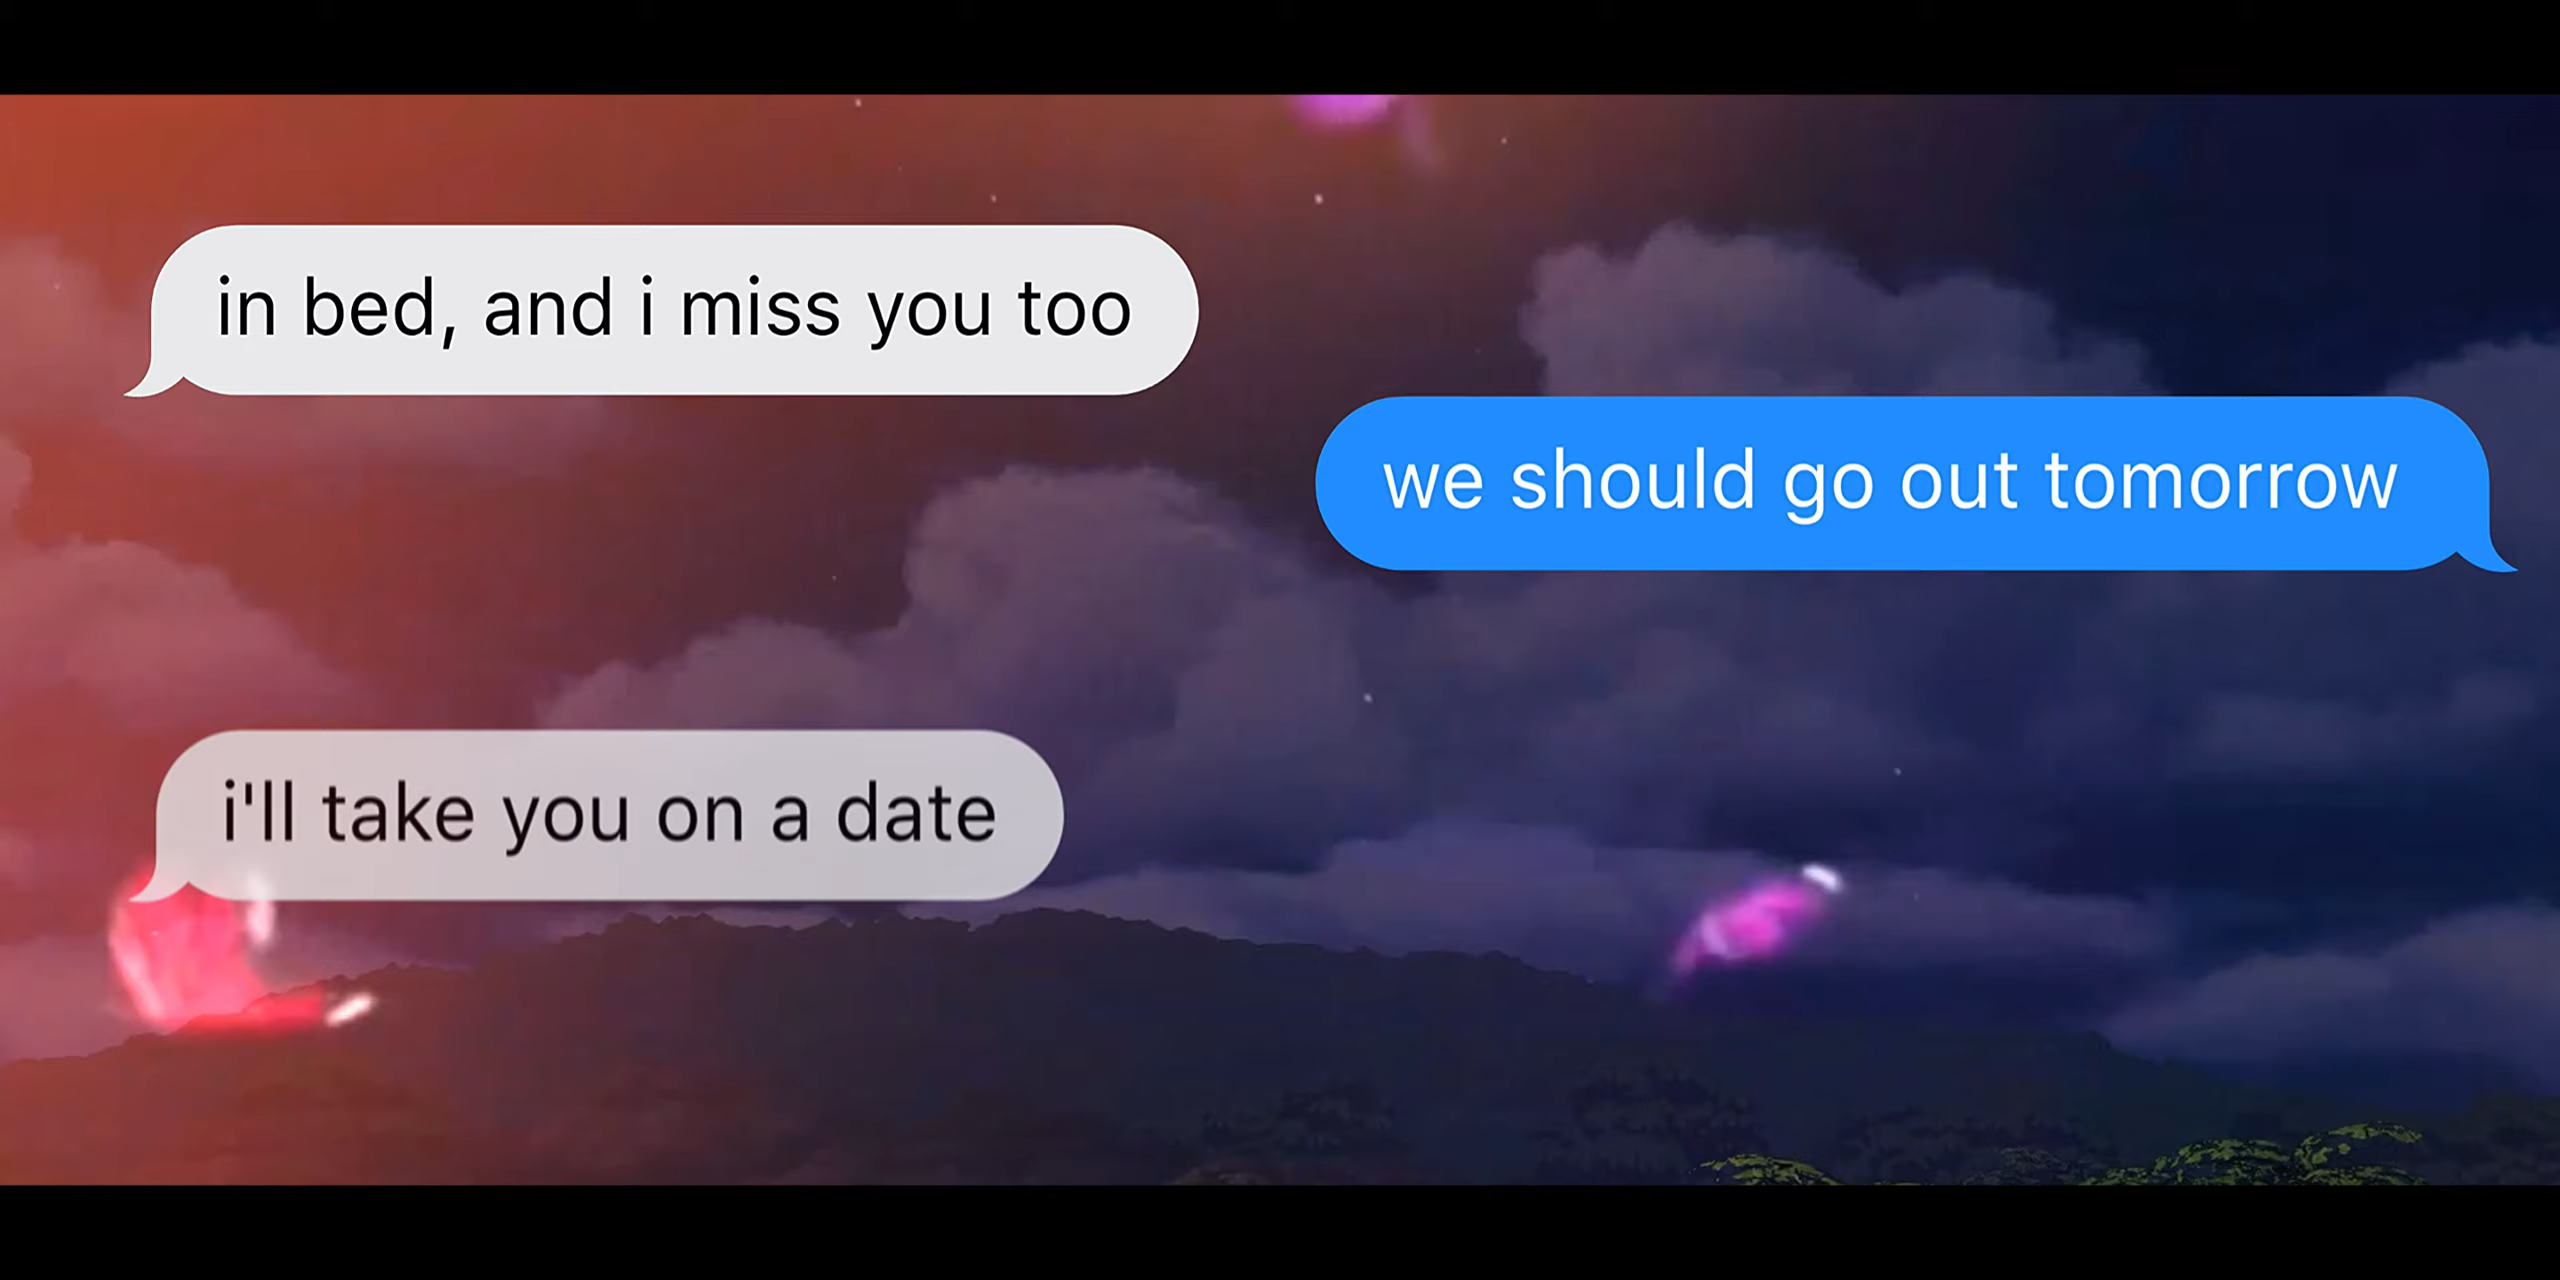 in bed, and i miss you too
we should go out tomorrow
i'll take you on a date